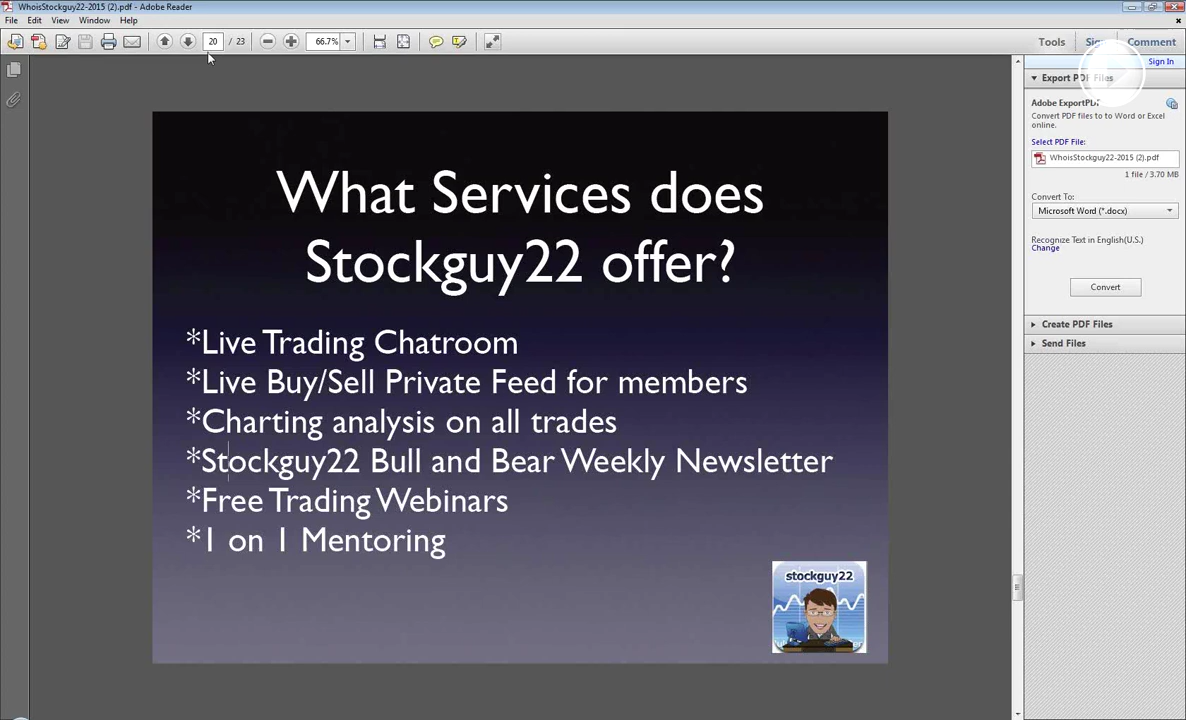 WhoisStockguy22-2015 (2).pdf - Adobe Reader
File Edit View Window Help
20 / 23 66.7% Tools Comment
Sign In
Export PDF Files
Adobe ExportPDF
Convert PDF files to to Word or Excel
online.
Select PDF File:
WhoisStockguy22-2015 (2).pdf
1 file / 3.70 MB
Convert To:
Microsoft Word (*.docx)
Recognize Text in English(U.S.)
Change
Convert
Create PDF Files
Send Files
What Services does
Stockguy22 offer?
*Live Trading Chatroom
*Live Buy/Sell Private Feed for members
*Charting analysis on all trades
*Stockguy22 Bull and Bear Weekly Newsletter
*Free Trading Webinars
*1 on 1 Mentoring
stockguy22